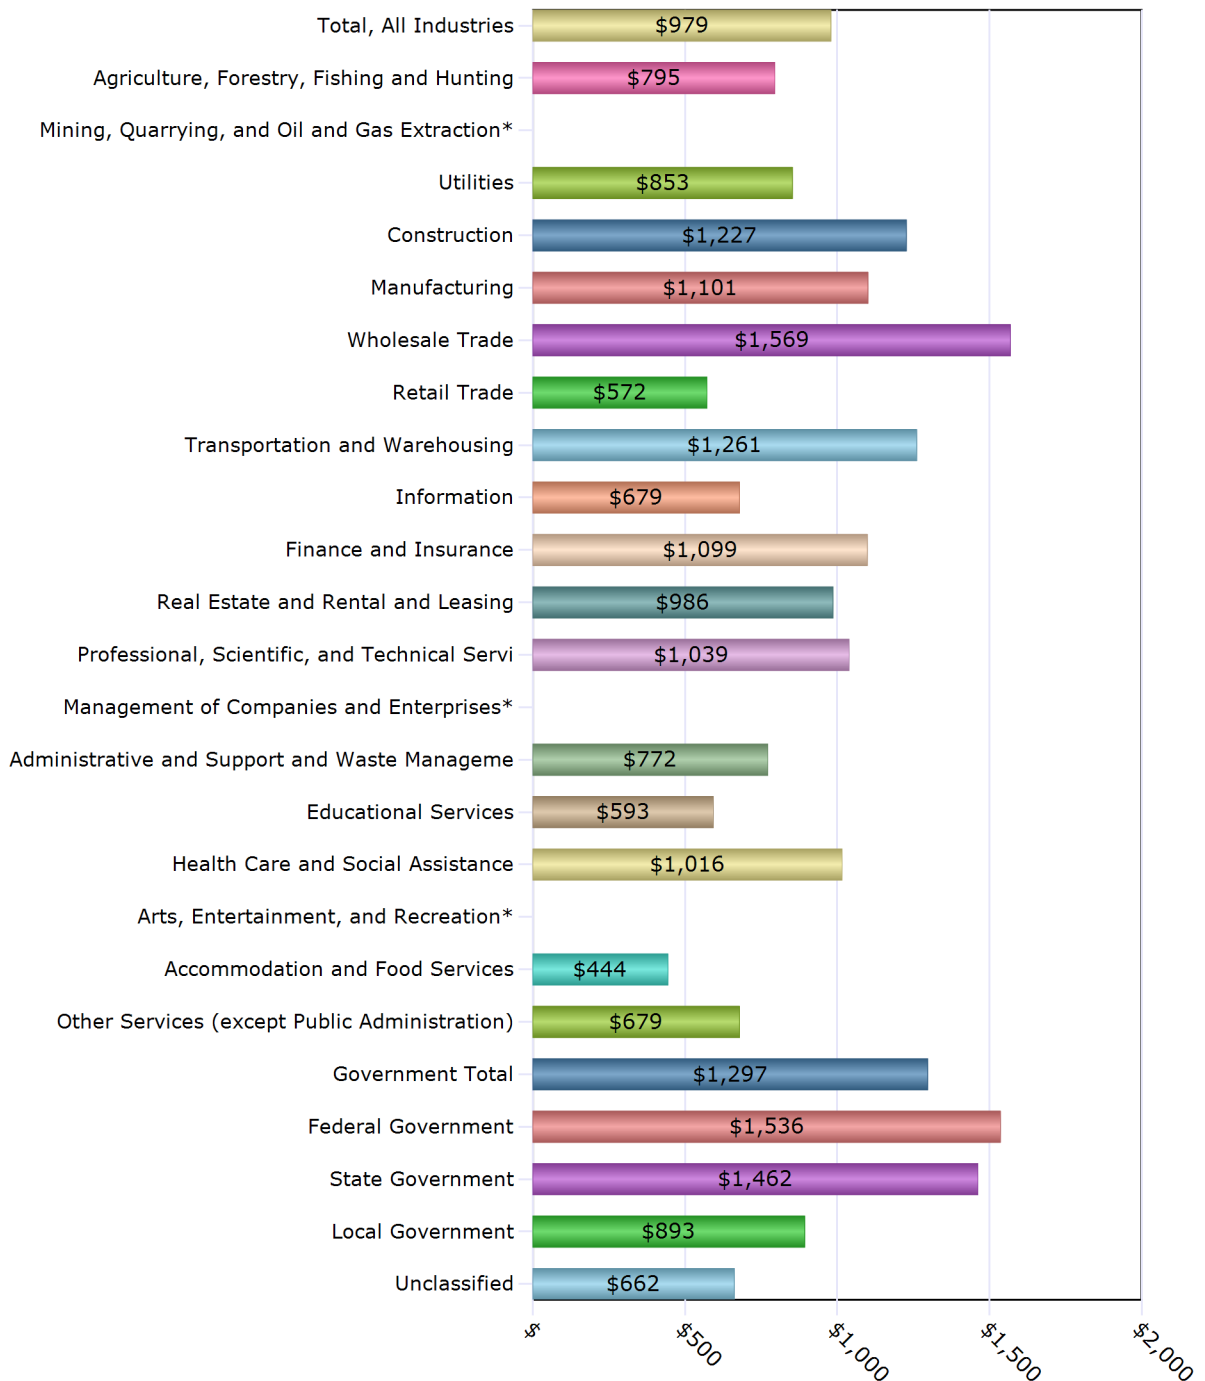 Total, All Industries $979
Agriculture, Forestry, Fishing and Hunting $795
Mining, Quarrying, and Oil and Gas Extraction*
Utilities $853
Construction $1,227
Manufacturing $1,101
Wholesale Trade $1,569
Retail Trade $572
Transportation and Warehousing $1,261
Information $679
Finance and Insurance $1,099
Real Estate and Rental and Leasing $986
Professional, Scientific, and Technical Servi $1,039
Management of Companies and Enterprises*
Administrative and Support and Waste Manageme $772
Educational Services $593
Health Care and Social Assistance $1,016
Arts, Entertainment, and Recreation*
Accommodation and Food Services $444
Other Services (except Public Administration) $679
Government Total $1,297
Federal Government $1,536
State Government $1,462
Local Government $893
Unclassified $662
$ $500 $1,000 $1,500 $2,000